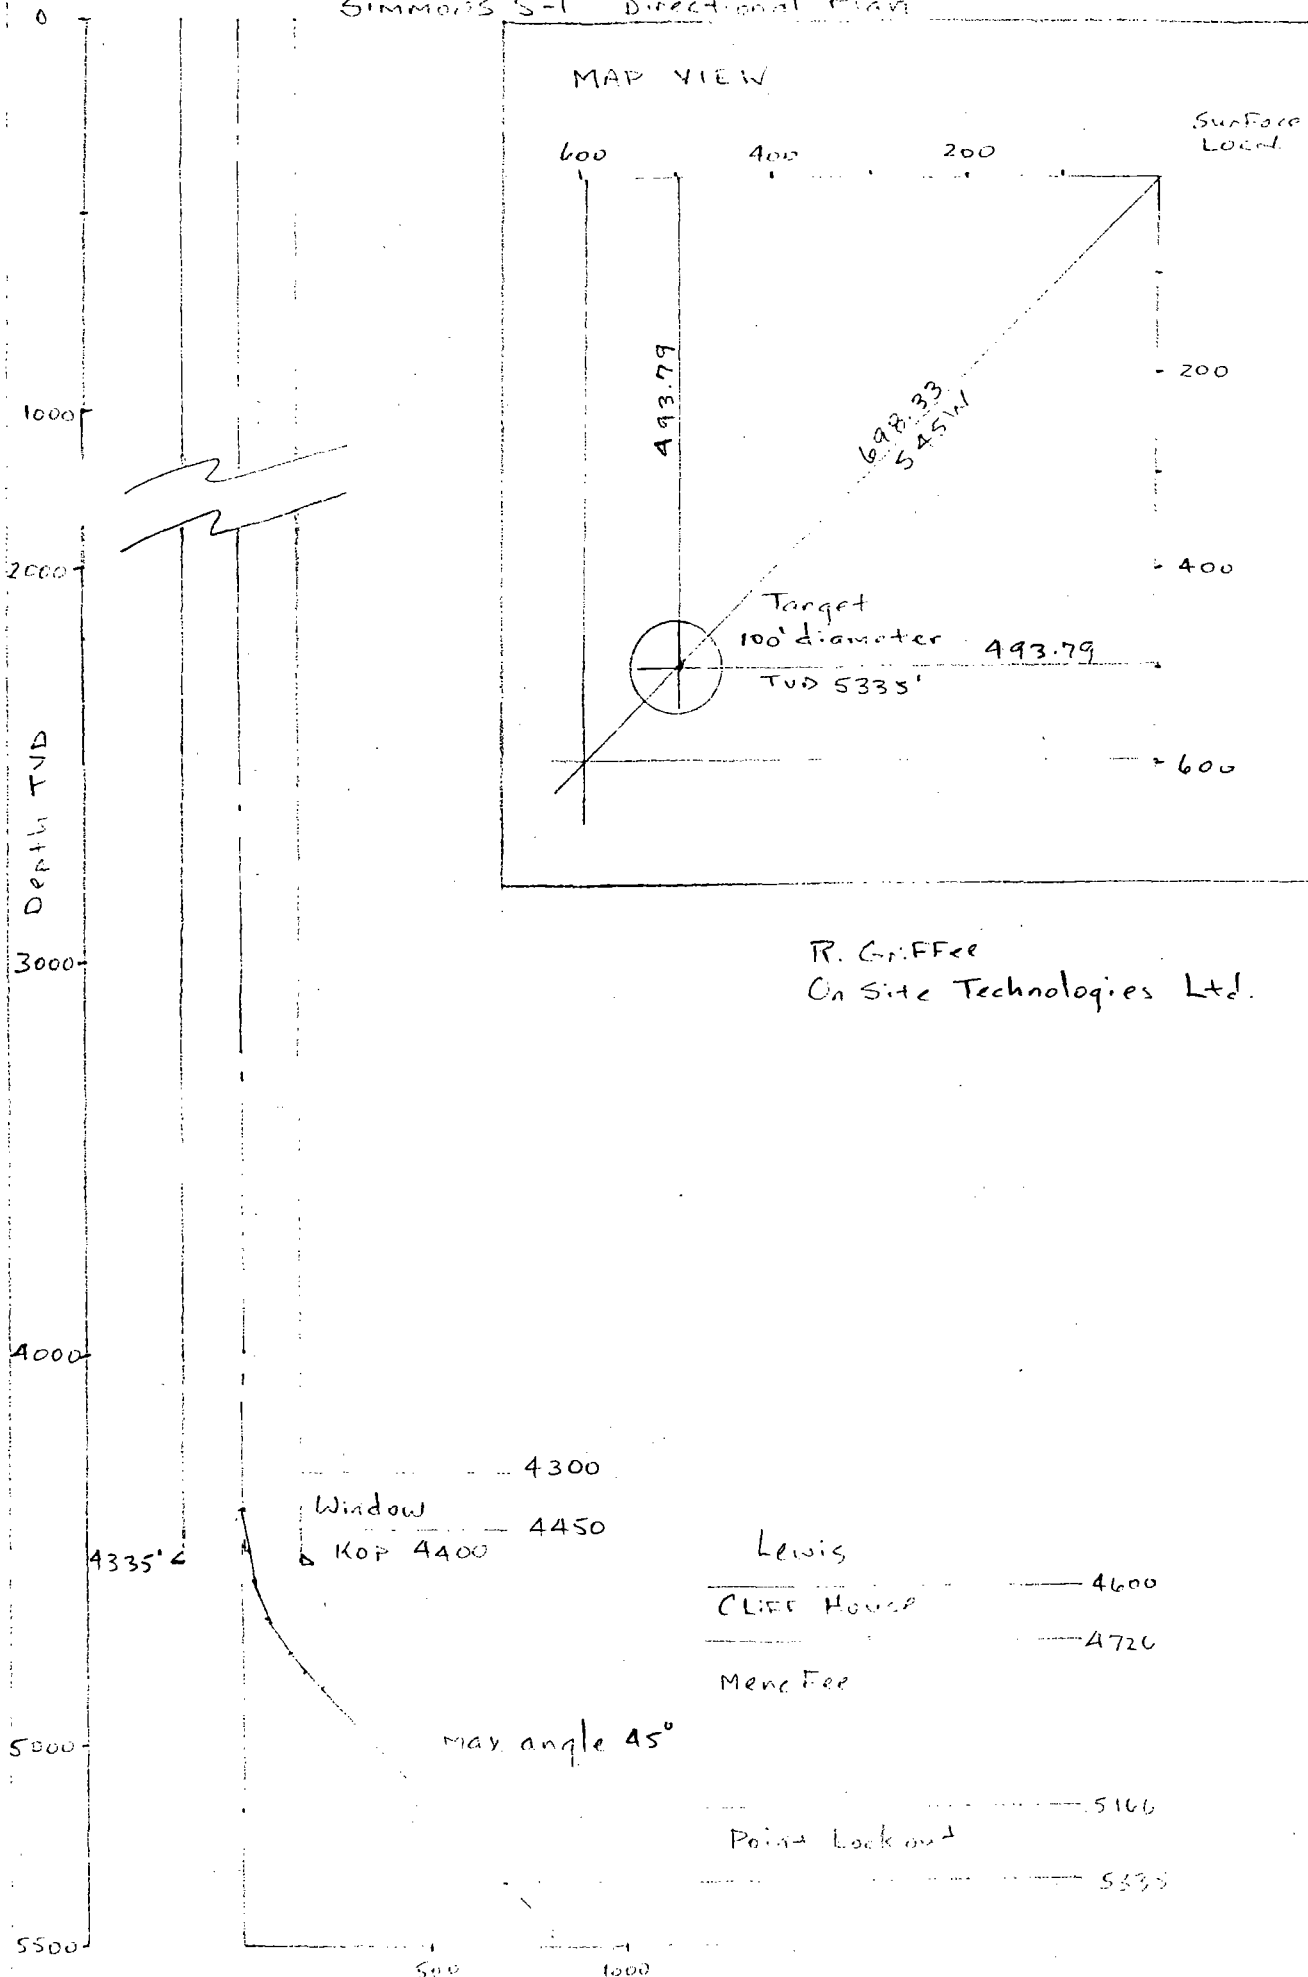 SIMMONS S-1 Directional Plan
0
MAP VIEW
Surface
Locn.
600 400 200
493.79
200
1000
698.33
S 45 W
400
2000
Target
100' diameter 493.79
TVD 5335'
600
Depth TVD
3000
R. Griffee
On Site Technologies Ltd.
4000
4300
Window
4450
4335' KOP 4400
Lewis
4600
Cliff House
4726
Menefee
5000
max angle 45°
5166
Point Lookout
5335
5500
500 1000